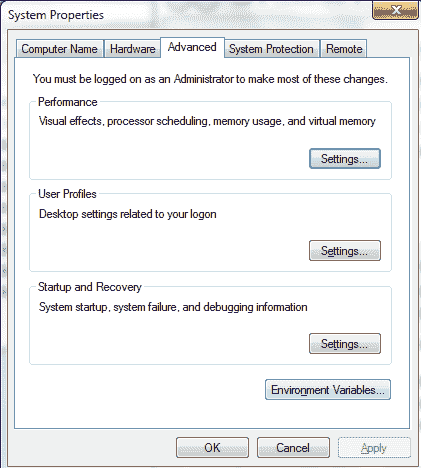 System Properties
Computer Name Hardware Advanced System Protection Remote
You must be logged on as an Administrator to make most of these changes.
Performance
Visual effects, processor scheduling, memory usage, and virtual memory
Settings...
User Profiles
Desktop settings related to your logon
Settings...
Startup and Recovery
System startup, system failure, and debugging information
Settings...
Environment Variables...
OK Cancel Apply